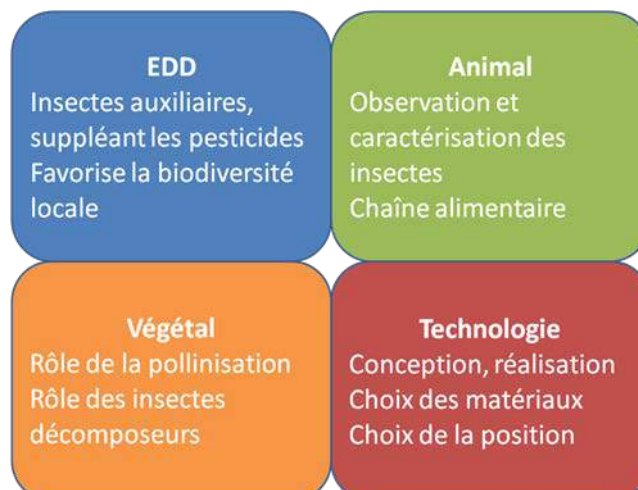 EDD
Insectes auxiliaires,
suppléant les pesticides
Favorise la biodiversité
locale
Animal
Observation et
caractérisation des
insectes
Chaîne alimentaire
Végétal
Rôle de la pollinisation
Rôle des insectes
décomposeurs
Technologie
Conception, réalisation
Choix des matériaux
Choix de la position